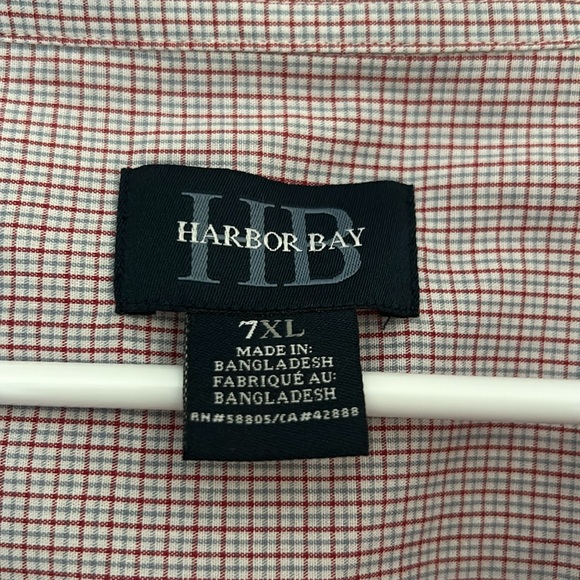 HB
HARBOR BAY
7XL
MADE IN:
BANGLADESH
FABRIQUÉ AU:
BANGLADESH
RN#58805/CA#42888